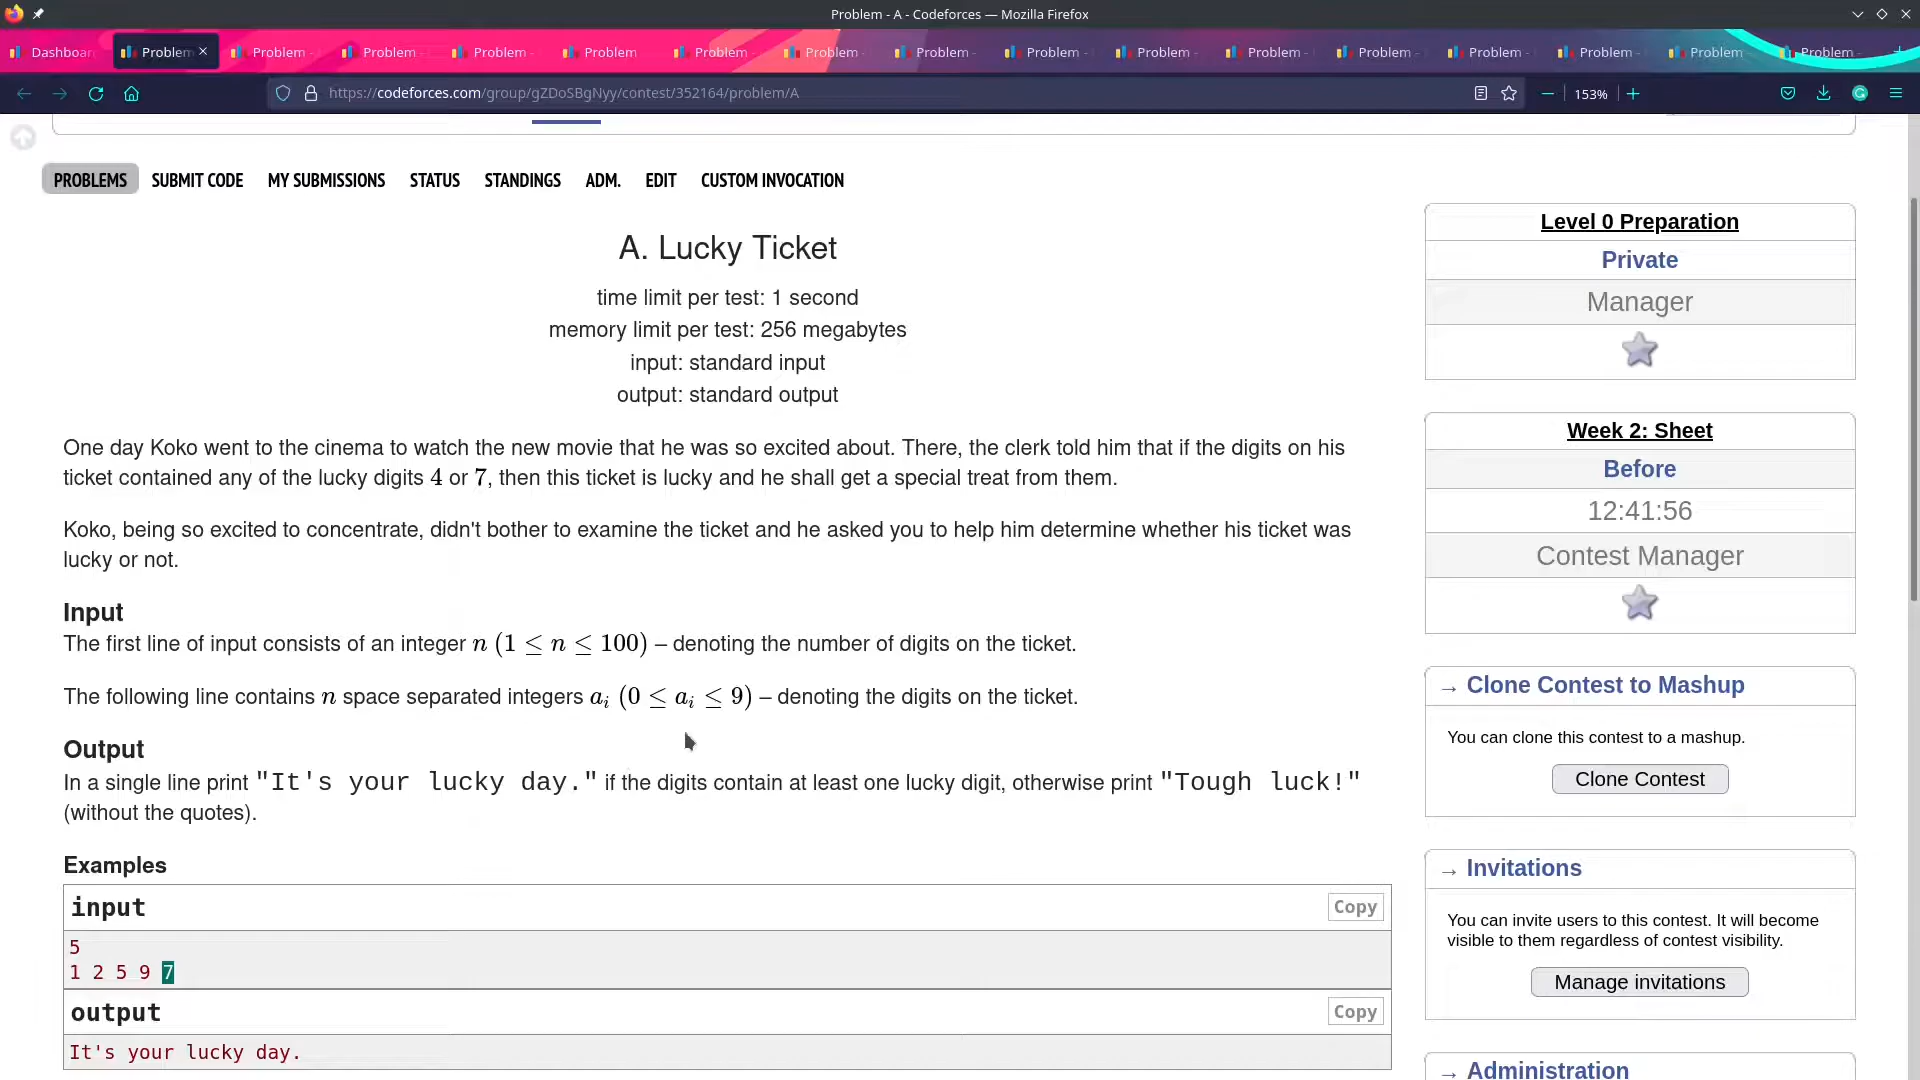 Problem - A - Codeforces — Mozilla Firefox
Dashboar Problem Problem - Problem Problem - Problem Problem Problem - Problem - Problem - Problem - Problem - Problem - Problem - Problem - Problem Problem -
https://codeforces.com/group/gZDoSBgNyy/contest/352164/problem/A
153%
PROBLEMS SUBMIT CODE MY SUBMISSIONS STATUS STANDINGS ADM. EDIT CUSTOM INVOCATION
A. Lucky Ticket
time limit per test: 1 second
memory limit per test: 256 megabytes
input: standard input
output: standard output
One day Koko went to the cinema to watch the new movie that he was so excited about. There, the clerk told him that if the digits on his
ticket contained any of the lucky digits 4 or 7, then this ticket is lucky and he shall get a special treat from them.
Koko, being so excited to concentrate, didn't bother to examine the ticket and he asked you to help him determine whether his ticket was
lucky or not.
Input
The first line of input consists of an integer n (1 ≤ n ≤ 100) – denoting the number of digits on the ticket.
The following line contains n space separated integers a_i (0 ≤ a_i ≤ 9) – denoting the digits on the ticket.
Output
In a single line print "It's your lucky day." if the digits contain at least one lucky digit, otherwise print "Tough luck!"
(without the quotes).
Examples
input
Copy
5
1 2 5 9 7
output
Copy
It's your lucky day.
Level 0 Preparation
Private
Manager
Week 2: Sheet
Before
12:41:56
Contest Manager
→ Clone Contest to Mashup
You can clone this contest to a mashup.
Clone Contest
→ Invitations
You can invite users to this contest. It will become
visible to them regardless of contest visibility.
Manage invitations
→ Administration